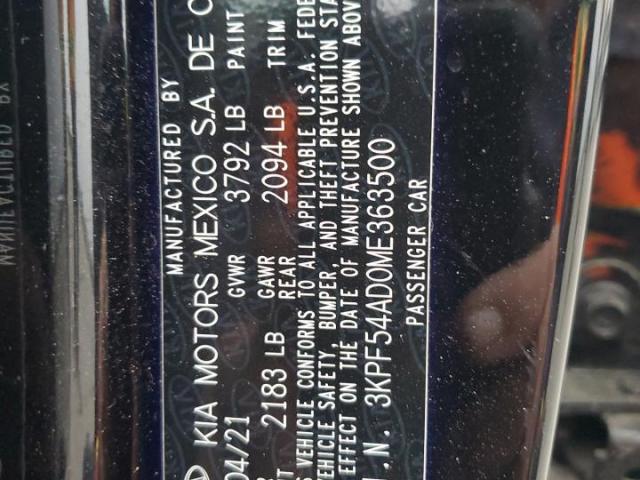 MANUFACTURED BY
KIA MOTORS MEXICO S.A. DE C
04/21 GVWR 3792 LB PAINT
GAWR
2183 LB REAR 2094 LB TRIM
S VEHICLE CONFORMS TO ALL APPLICABLE U.S.A. FEDE
EHICLE SAFETY, BUMPER, AND THEFT PREVENTION STA
EFFECT ON THE DATE OF MANUFACTURE SHOWN ABOV
.N. 3KPF54AD0ME363500
PASSENGER CAR